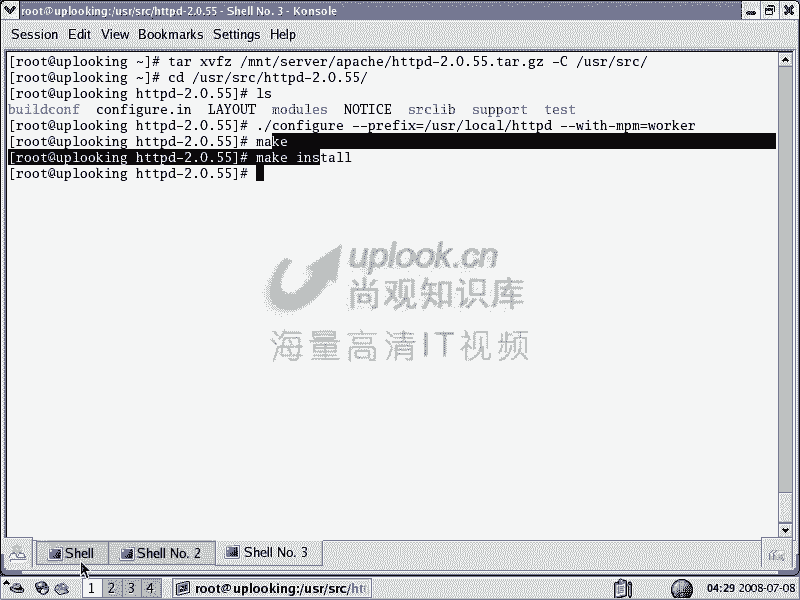 root@uplooking:/usr/src/httpd-2.0.55 - Shell No. 3 - Konsole
Session Edit View Bookmarks Settings Help
[root@uplooking ~]# tar xvfz /mnt/server/apache/httpd-2.0.55.tar.gz -C /usr/src/
[root@uplooking ~]# cd /usr/src/httpd-2.0.55/
[root@uplooking httpd-2.0.55]# ls
buildconf configure.in LAYOUT modules NOTICE srclib support test
[root@uplooking httpd-2.0.55]# ./configure --prefix=/usr/local/httpd --with-mpm=worker
[root@uplooking httpd-2.0.55]# make
[root@uplooking httpd-2.0.55]# make install
[root@uplooking httpd-2.0.55]#
uplook.cn
尚观知识库
海量高清IT视频
Shell Shell No. 2 Shell No. 3
1 2 3 4 root@uplooking:/usr/src/htt 04:29 2008-07-08